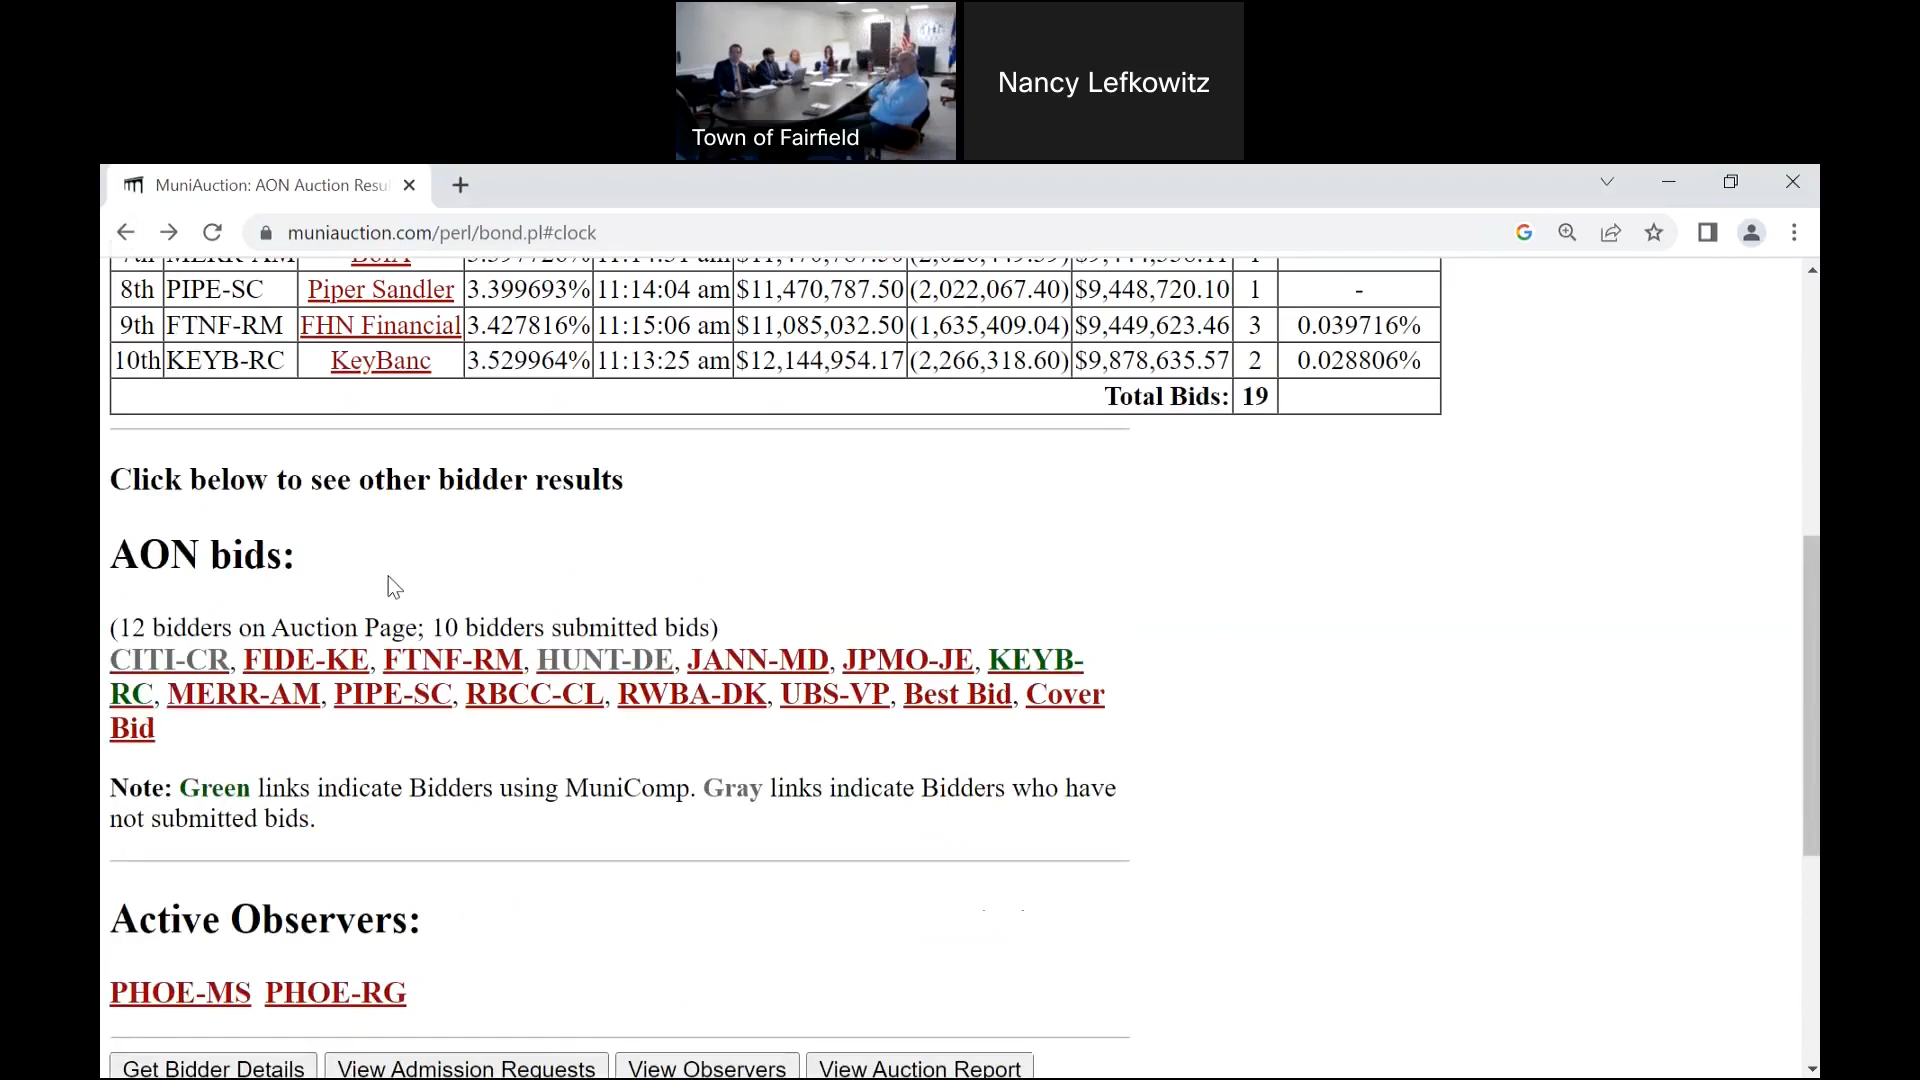 Town of Fairfield
Nancy Lefkowitz
MuniAuction: AON Auction Resu
muniauction.com/perl/bond.pl#clock
8th PIPE-SC Piper Sandler 3.399693% 11:14:04 am $11,470,787.50 (2,022,067.40) $9,448,720.10 1 -
9th FTNF-RM FHN Financial 3.427816% 11:15:06 am $11,085,032.50 (1,635,409.04) $9,449,623.46 3 0.039716%
10th KEYB-RC KeyBanc 3.529964% 11:13:25 am $12,144,954.17 (2,266,318.60) $9,878,635.57 2 0.028806%
Total Bids: 19
Click below to see other bidder results
AON bids:
(12 bidders on Auction Page; 10 bidders submitted bids)
CITI-CR, FIDE-KE, FTNF-RM, HUNT-DE, JANN-MD, JPMO-JE, KEYB-
RC, MERR-AM, PIPE-SC, RBCC-CL, RWBA-DK, UBS-VP, Best Bid, Cover
Bid
Note: Green links indicate Bidders using MuniComp. Gray links indicate Bidders who have
not submitted bids.
Active Observers:
PHOE-MS PHOE-RG
Get Bidder Details View Admission Requests View Observers View Auction Report